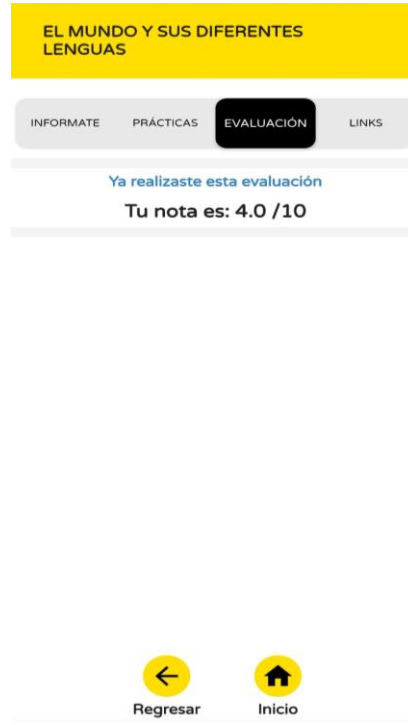 EL MUNDO Y SUS DIFERENTES
LENGUAS
INFORMATE PRÁCTICAS EVALUACIÓN LINKS
Ya realizaste esta evaluación
Tu nota es: 4.0 /10
Regresar Inicio